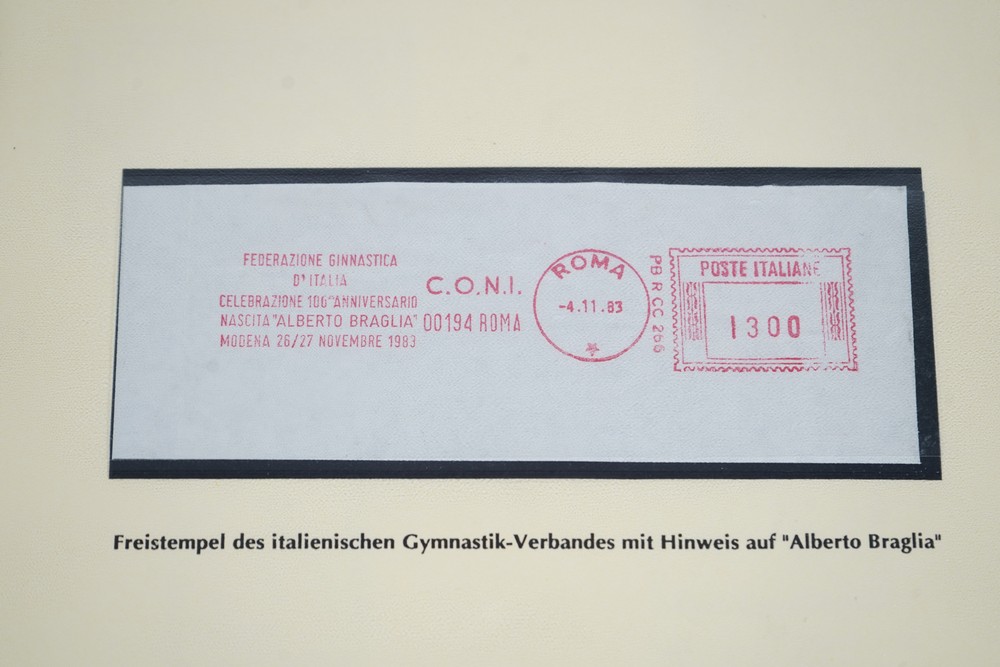 FEDERAZIONE GINNASTICA
D'ITALIA
CELEBRAZIONE 100° ANNIVERSARIO
NASCITA "ALBERTO BRAGLIA"
MODENA 26/27 NOVEMBRE 1983
C.O.N.I.
00194 ROMA
ROMA
-4.11.83
PB R CC 266
POSTE ITALIANE
1300
Freistempel des italienischen Gymnastik-Verbandes mit Hinweis auf "Alberto Braglia"